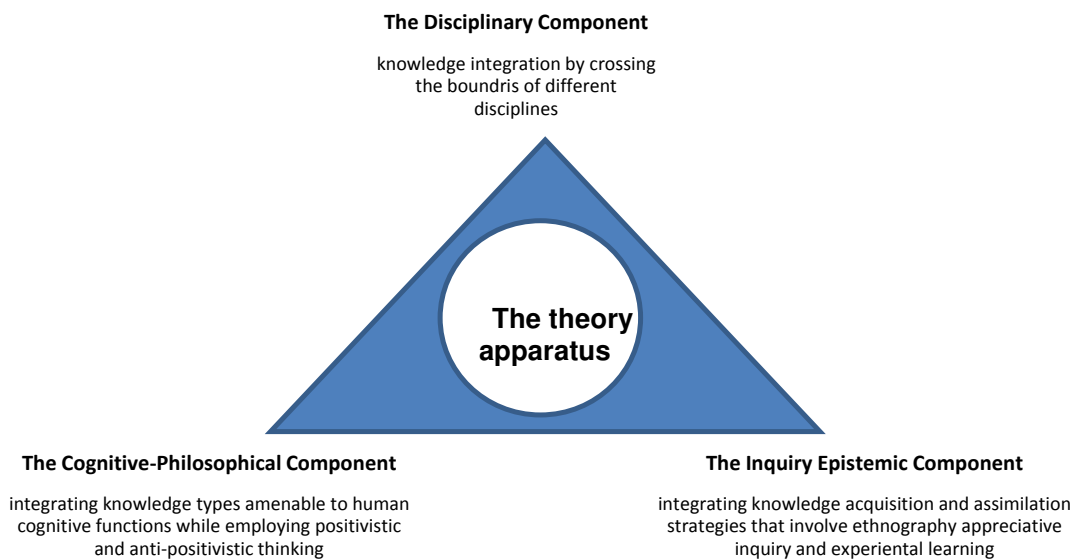 The Disciplinary Component
knowledge integration by crossing
the boundris of different
disciplines
The theory
apparatus
The Cognitive-Philosophical Component
integrating knowledge types amenable to human
cognitive functions while employing positivistic
and anti-positivistic thinking
The Inquiry Epistemic Component
integrating knowledge acquisition and assimilation
strategies that involve ethnography appreciative
inquiry and experiental learning